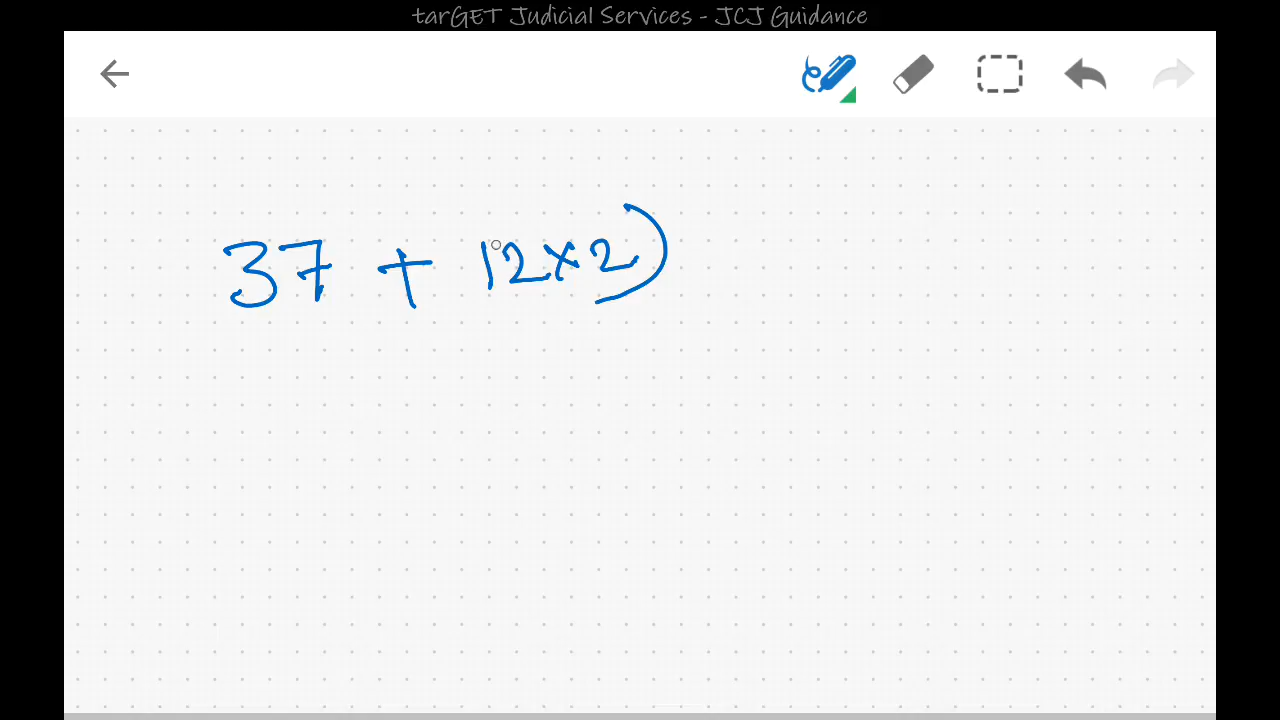 tarGET Judicial Services - JCJ Guidance
37 + 12×2)